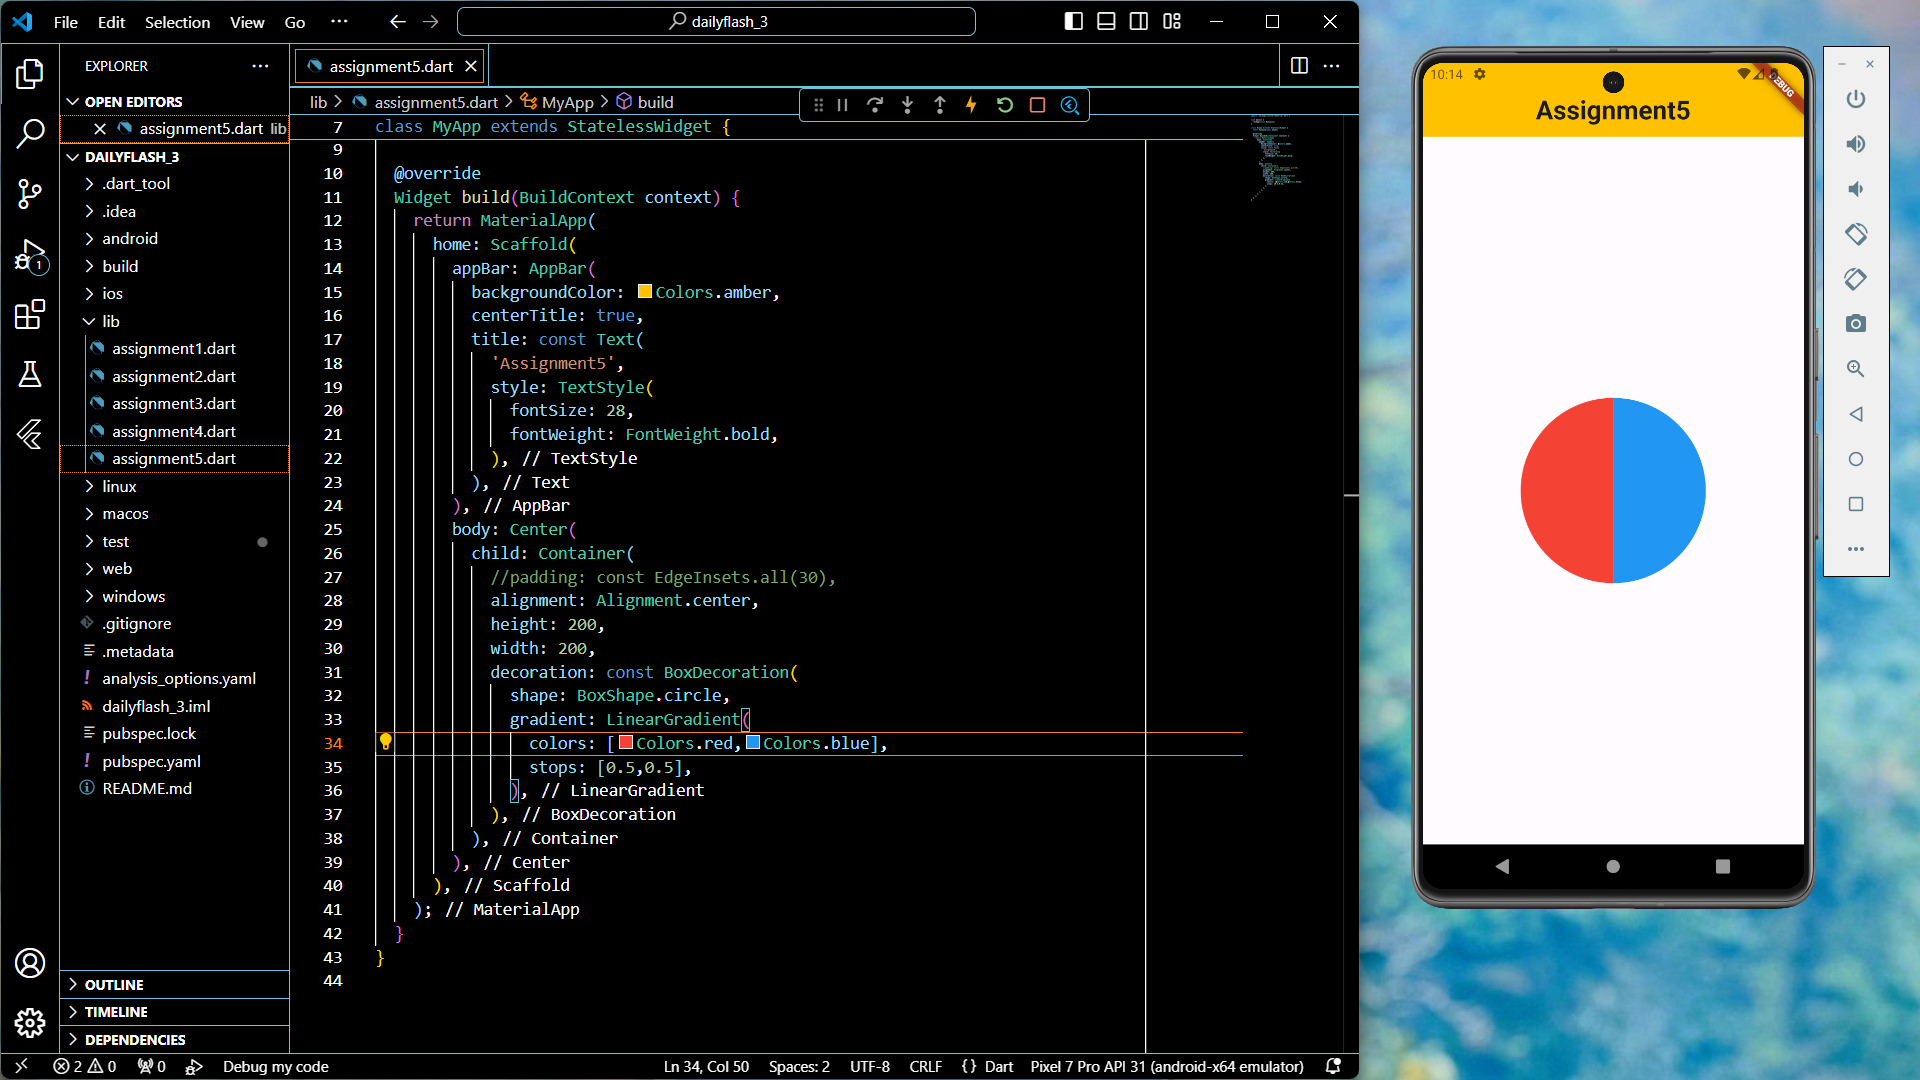 File Edit Selection View Go ··· dailyflash_3
EXPLORER
OPEN EDITORS
assignment5.dart lib
DAILYFLASH_3
.dart_tool
.idea
android
build
1
ios
lib
assignment1.dart
assignment2.dart
assignment3.dart
assignment4.dart
assignment5.dart
linux
macos
test
web
windows
.gitignore
.metadata
! analysis_options.yaml
dailyflash_3.iml
pubspec.lock
! pubspec.yaml
README.md
OUTLINE
TIMELINE
DEPENDENCIES
assignment5.dart
lib > assignment5.dart > MyApp > build
7 class MyApp extends StatelessWidget {
9
10 @override
11 Widget build(BuildContext context) {
12 return MaterialApp(
13 home: Scaffold(
14 appBar: AppBar(
15 backgroundColor: Colors.amber,
16 centerTitle: true,
17 title: const Text(
18 'Assignment5',
19 style: TextStyle(
20 fontSize: 28,
21 fontWeight: FontWeight.bold,
22 ), // TextStyle
23 ), // Text
24 ), // AppBar
25 body: Center(
26 child: Container(
27 //padding: const EdgeInsets.all(30),
28 alignment: Alignment.center,
29 height: 200,
30 width: 200,
31 decoration: const BoxDecoration(
32 shape: BoxShape.circle,
33 gradient: LinearGradient(
34 colors: [Colors.red,Colors.blue],
35 stops: [0.5,0.5],
36 ), // LinearGradient
37 ), // BoxDecoration
38 ), // Container
39 ), // Center
40 ), // Scaffold
41 ); // MaterialApp
42 }
43 }
44
2 0 0 Debug my code Ln 34, Col 50 Spaces: 2 UTF-8 CRLF {} Dart Pixel 7 Pro API 31 (android-x64 emulator)
10:14
DEBUG
Assignment5